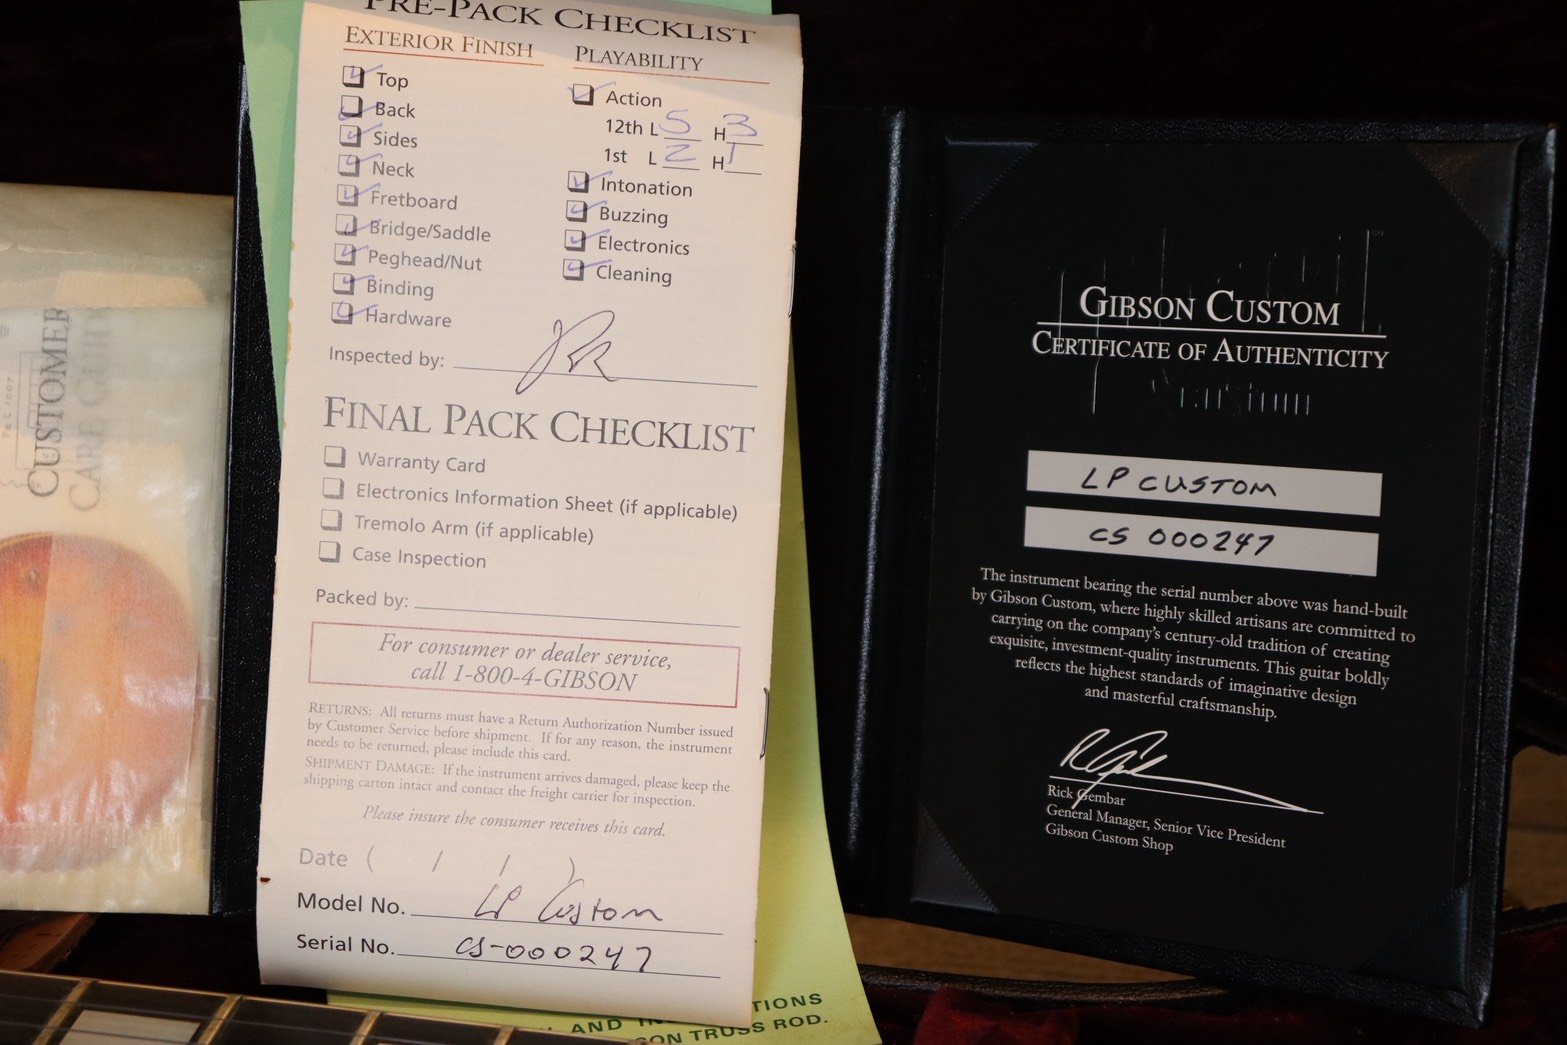 PRE-PACK CHECKLIST
EXTERIOR FINISH
Top
Back
Sides
Neck
Fretboard
Bridge/Saddle
Peghead/Nut
Binding
Hardware
PLAYABILITY
Action
12th L 5 H 3
1st L 2 H 1
Intonation
Buzzing
Electronics
Cleaning
Inspected by:
FINAL PACK CHECKLIST
Warranty Card
Electronics Information Sheet (if applicable)
Tremolo Arm (if applicable)
Case Inspection
Packed by:
For consumer or dealer service,
call 1-800-4-GIBSON
RETURNS: All returns must have a Return Authorization Number issued
by Customer Service before shipment. If for any reason, the instrument
needs to be returned, please include this card.
SHIPMENT DAMAGE: If the instrument arrives damaged, please keep the
shipping carton intact and contact the freight carrier for inspection.
Please insure the consumer receives this card.
Date ( / / )
Model No. LP Custom
Serial No. CS-000247
CUSTOMER
CARE
AND
TIONS
ON TRUSS ROD.
GIBSON CUSTOM
CERTIFICATE OF AUTHENTICITY
LP CUSTOM
CS 000247
The instrument bearing the serial number above was hand-built
by Gibson Custom, where highly skilled artisans are committed to
carrying on the company's century-old tradition of creating
exquisite, investment-quality instruments. This guitar boldly
reflects the highest standards of imaginative design
and masterful craftsmanship.
Rick Gembar
General Manager, Senior Vice President
Gibson Custom Shop